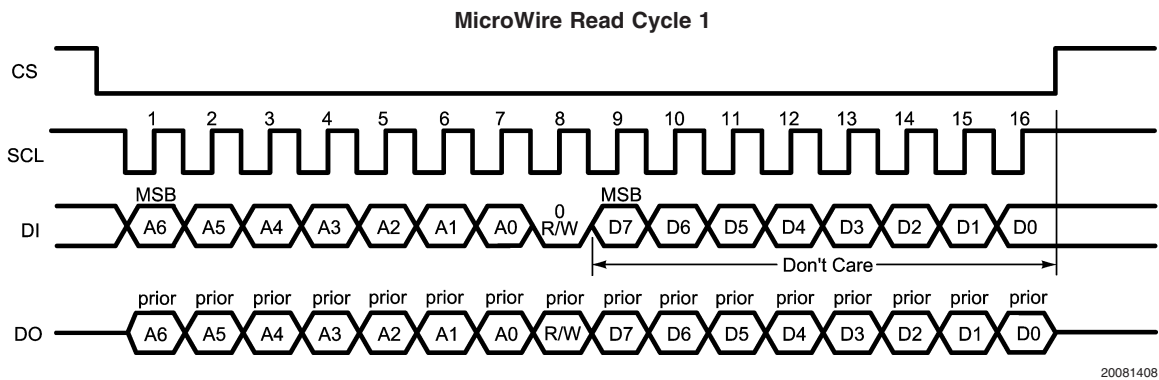 MicroWire Read Cycle 1
CS
1 2 3 4 5 6 7 8 9 10 11 12 13 14 15 16
SCL
MSB MSB
0
DI A6 A5 A4 A3 A2 A1 A0 R/W D7 D6 D5 D4 D3 D2 D1 D0
Don't Care
prior prior prior prior prior prior prior prior prior prior prior prior prior prior prior prior
DO A6 A5 A4 A3 A2 A1 A0 R/W D7 D6 D5 D4 D3 D2 D1 D0
20081408